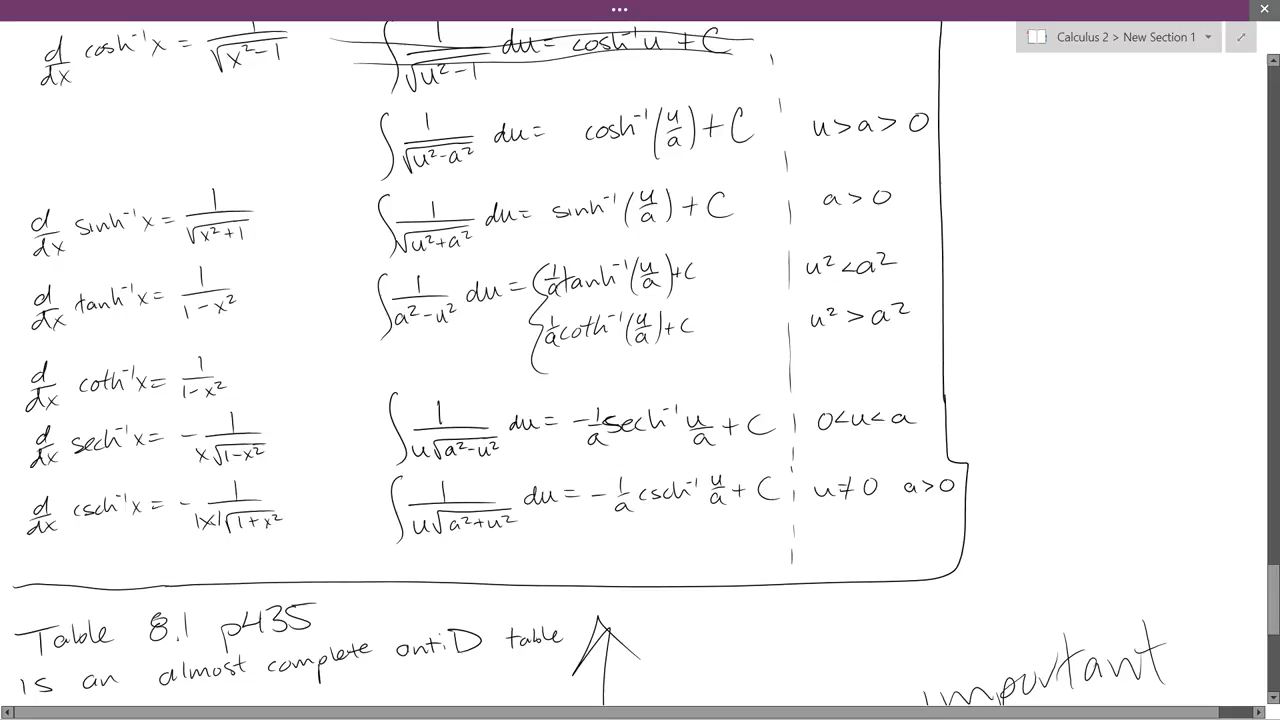 Calculus 2 > New Section 1
d/dx cosh⁻¹x = 1/√(x²-1)    ∫ 1/√(u²-1) du = cosh⁻¹u + C
∫ 1/√(u²-a²) du = cosh⁻¹(u/a) + C    u > a > 0
d/dx sinh⁻¹x = 1/√(x²+1)    ∫ 1/√(u²+a²) du = sinh⁻¹(u/a) + C    a > 0
d/dx tanh⁻¹x = 1/(1-x²)    ∫ 1/(a²-u²) du = { 1/a tanh⁻¹(u/a) + C    u² < a²
1/a coth⁻¹(u/a) + C    u² > a²
d/dx coth⁻¹x = 1/(1-x²)
d/dx sech⁻¹x = - 1/(x√(1-x²))    ∫ 1/(u√(a²-u²)) du = -1/a sech⁻¹ u/a + C    0 < u < a
d/dx csch⁻¹x = - 1/(|x|√(1+x²))    ∫ 1/(u√(a²+u²)) du = - 1/a csch⁻¹ u/a + C    u ≠ 0    a > 0
Table 8.1 p435
is an almost complete antiD table
important